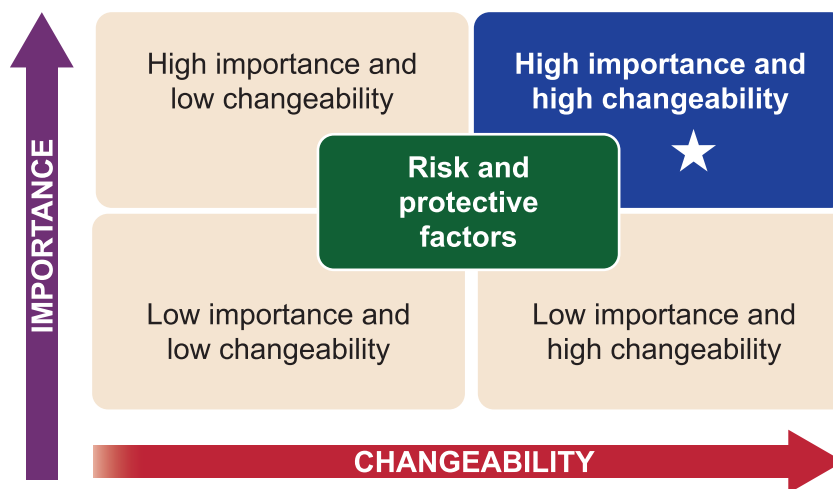 High importance and
low changeability
High importance and
high changeability
Risk and
protective
factors
IMPORTANCE
Low importance and
low changeability
Low importance and
high changeability
CHANGEABILITY